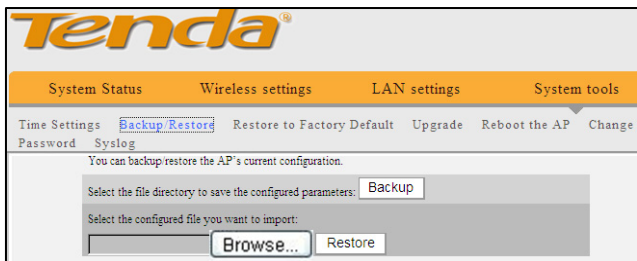 Tenda®
System Status Wireless settings LAN settings System tools
Time Settings Backup/Restore Restore to Factory Default Upgrade Reboot the AP Change
Password Syslog
You can backup/restore the AP's current configuration.
Select the file directory to save the configured parameters: Backup
Select the configured file you want to import:
Browse... Restore